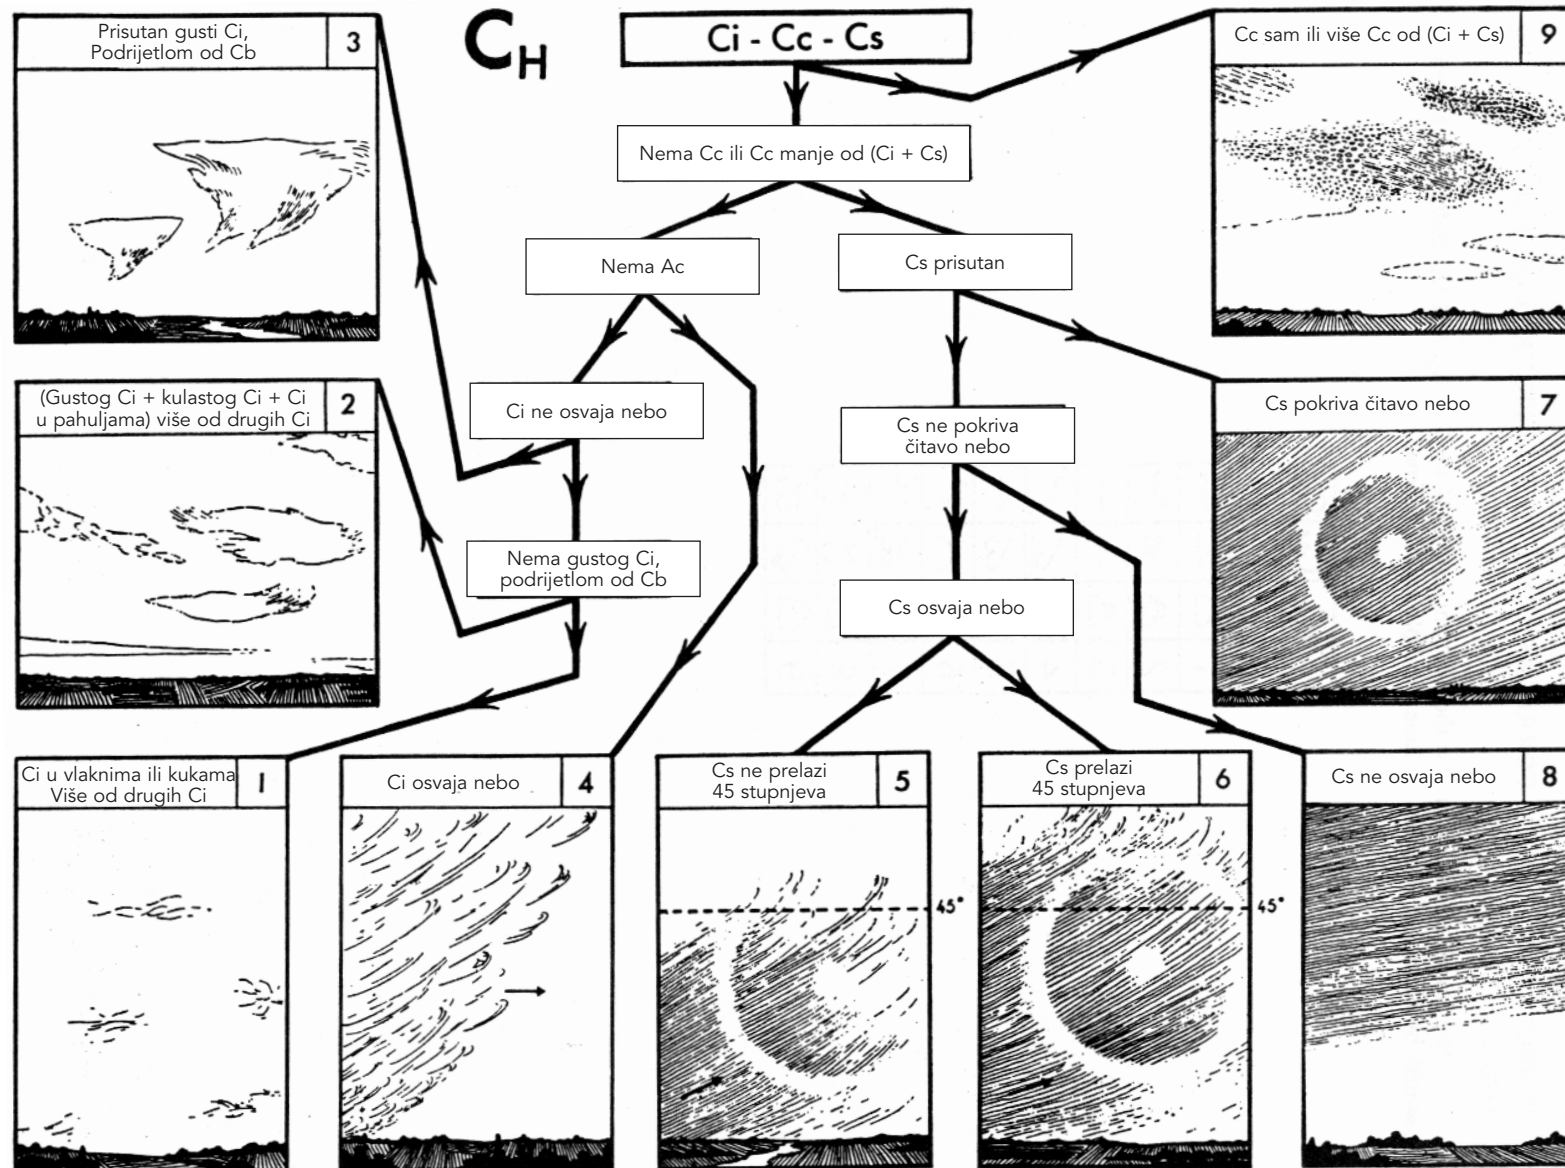 Prisutan gusti Ci,
Podrijetlom od Cb
3
CH
Ci - Cc - Cs
Cc sam ili više Cc od (Ci + Cs)
9
Nema Cc ili Cc manje od (Ci + Cs)
Nema Ac
Cs prisutan
(Gustog Ci + kulastog Ci + Ci
u pahuljama) više od drugih Ci
2
Ci ne osvaja nebo
Cs ne pokriva
čitavo nebo
Cs pokriva čitavo nebo
7
Nema gustog Ci,
podrijetlom od Cb
Cs osvaja nebo
Ci u vlaknima ili kukama
Više od drugih Ci
1
Ci osvaja nebo
4
Cs ne prelazi
45 stupnjeva
5
Cs prelazi
45 stupnjeva
6
Cs ne osvaja nebo
8
45°
45°